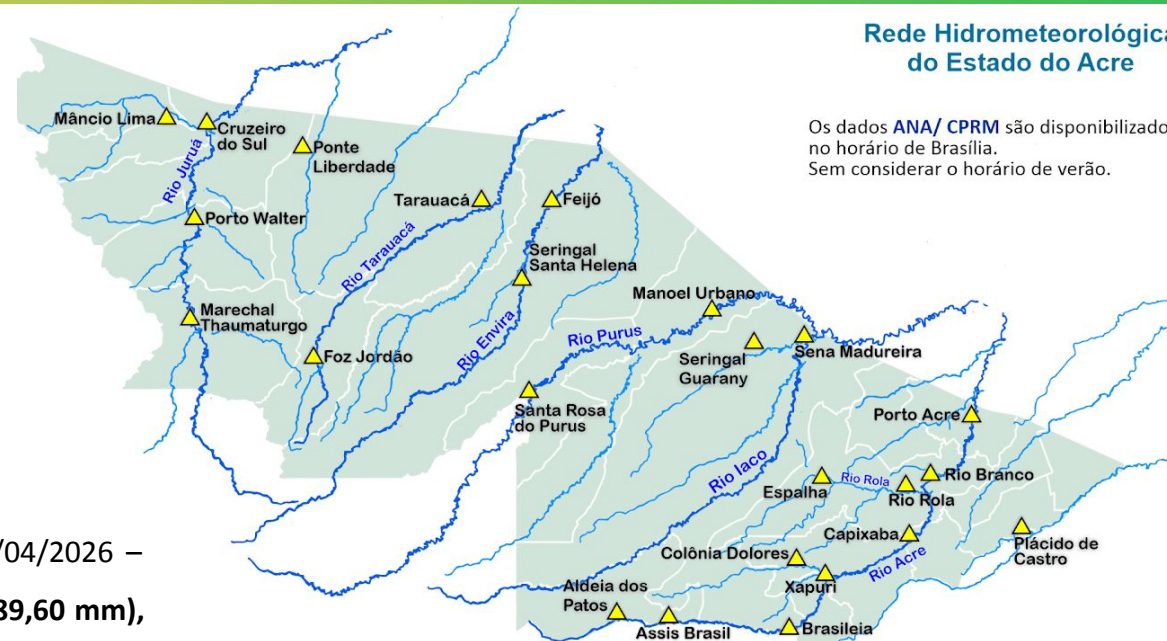 Rede Hidrometeorológica
do Estado do Acre
Os dados ANA/ CPRM são disponibilizado
no horário de Brasília.
Sem considerar o horário de verão.
Mâncio Lima
Cruzeiro
do Sul
Ponte
Liberdade
Rio Juruá
Porto Walter
Tarauacá
Feijó
Rio Tarauacá
Seringal
Santa Helena
Marechal
Thaumaturgo
Foz Jordão
Rio Envira
Manoel Urbano
Rio Purus
Seringal
Guarany
Sena Madureira
Santa Rosa
do Purus
Porto Acre
Rio Iaco
Espalha
Rio Rola
Rio Rola
Rio Branco
Capixaba
Plácido de
Castro
Colônia Dolores
Rio Acre
Xapuri
Aldeia dos
Patos
Assis Brasil
Brasileia
/04/2026 –
39,60 mm),